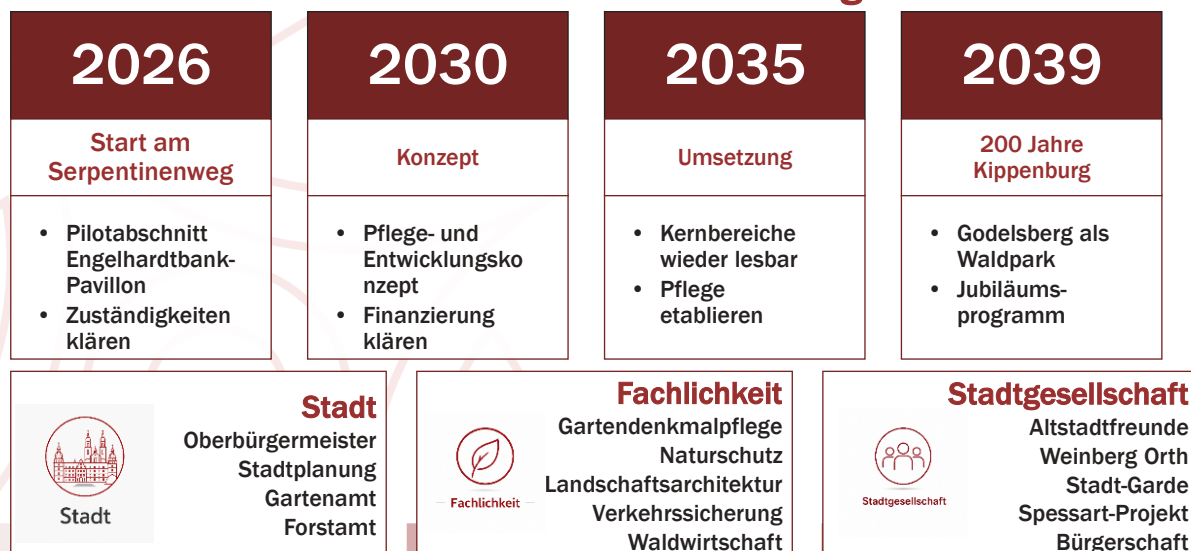 2026
Start am
Serpentinenweg
• Pilotabschnitt
Engelhardtbank-
Pavillon
• Zuständigkeiten
klären
2030
Konzept
• Pflege- und
Entwicklungsko
nzept
• Finanzierung
klären
2035
Umsetzung
• Kernbereiche
wieder lesbar
• Pflege
etablieren
2039
200 Jahre
Kippenburg
• Godelsberg als
Waldpark
• Jubiläums-
programm
Stadt
Stadt
Oberbürgermeister
Stadtplanung
Gartenamt
Forstamt
Fachlichkeit
Fachlichkeit
Gartendenkmalpflege
Naturschutz
Landschaftsarchitektur
Verkehrssicherung
Waldwirtschaft
Stadtgesellschaft
Stadtgesellschaft
Altstadtfreunde
Weinberg Orth
Stadt-Garde
Spessart-Projekt
Bürgerschaft